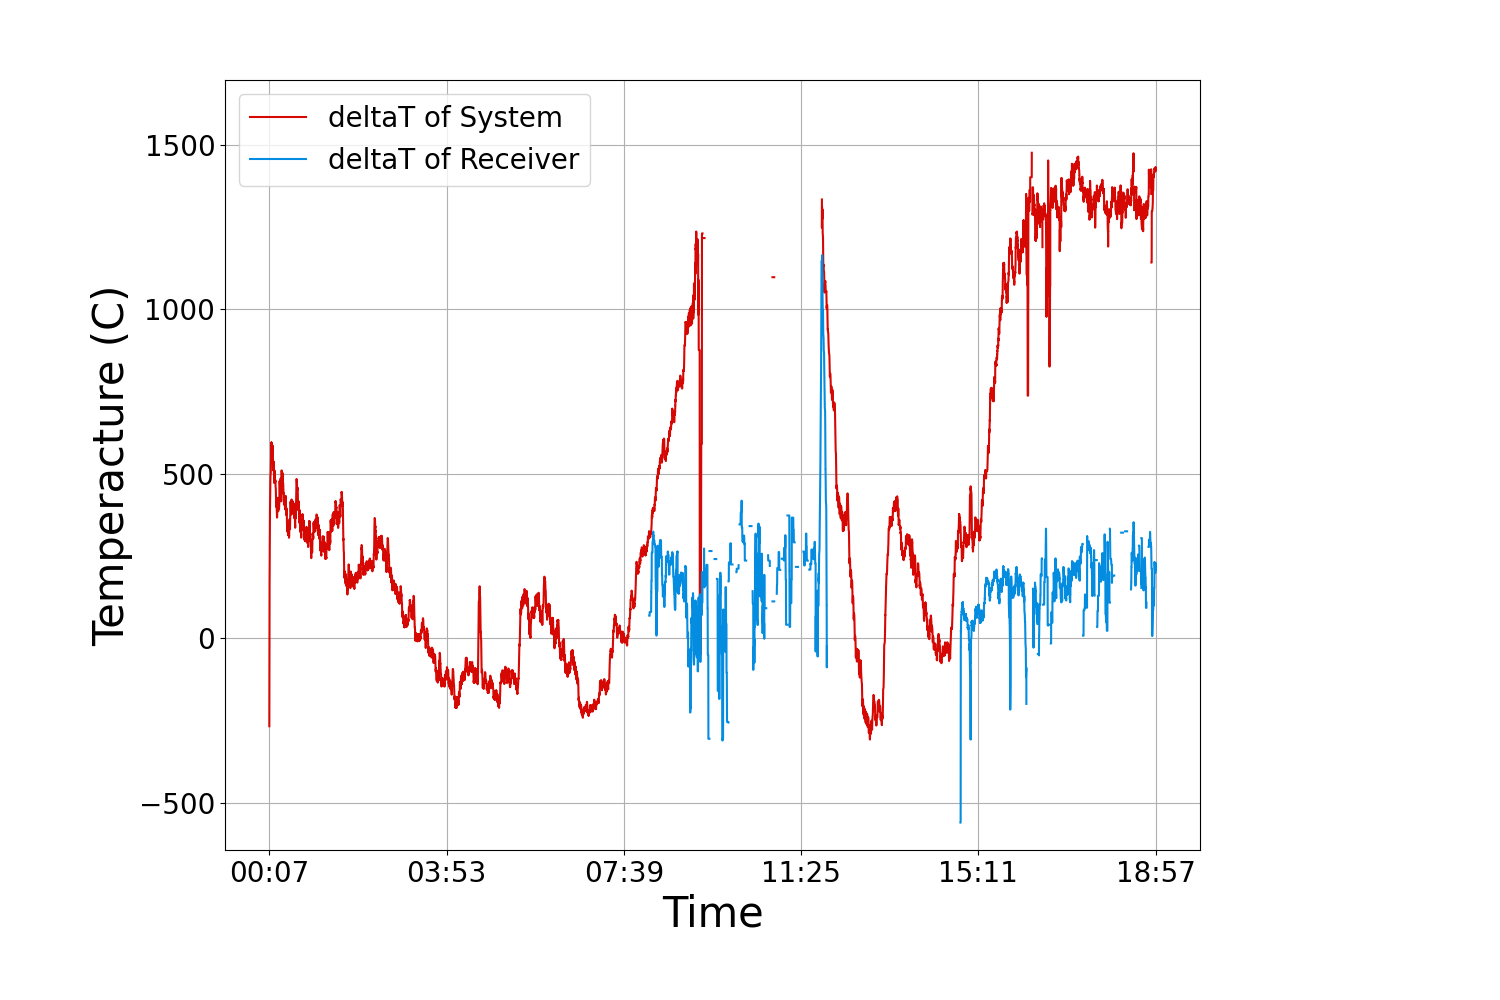 deltaT of System
deltaT of Receiver
1500
1000
500
0
−500
Temperacture (C)
00:07 03:53 07:39 11:25 15:11 18:57
Time